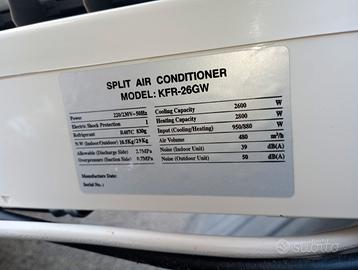 SPLIT AIR CONDITIONER
MODEL: KFR-26GW
Power 220/230V~50Hz Cooling Capacity 2600 W
Electric Shock Protection I Heating Capacity 2800 W
Refrigerant R407C 830g Input (Cooling/Heating) 950/880 W
N.W (Indoor/Outdoor) 10.5Kg/29Kg Air Volume 480 m³/h
Allowable (Discharge Side) 2.7MPa Noise (Indoor Unit) 39 dB(A)
Overpressure (Suction Side) 0.7MPa Noise (Outdoor Unit) 50 dB(A)
Manufacture Date:
Serial No.:
subito